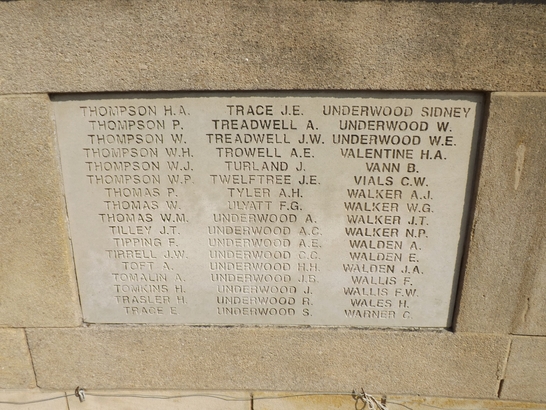 THOMPSON H.A.
THOMPSON P.
THOMPSON W.
THOMPSON W.H.
THOMPSON W.J.
THOMPSON W.P.
THOMAS P.
THOMAS W.
THOMAS W.M.
TILLEY J.T.
TIPPING F.
TIRRELL J.W.
TOFT A.
TOMALIN A.
TOMKINS H.
TRASLER H.
TRACE E.
TRACE J.E.
TREADWELL A.
TREADWELL J.W.
TROWELL A.E.
TURLAND J.
TWELFTREE J.E.
TYLER A.H.
ULYATT F.G.
UNDERWOOD A.
UNDERWOOD A.C.
UNDERWOOD A.E.
UNDERWOOD C.C.
UNDERWOOD H.H.
UNDERWOOD J.B.
UNDERWOOD J.
UNDERWOOD R.
UNDERWOOD S.
UNDERWOOD SIDNEY
UNDERWOOD W.
UNDERWOOD W.E.
VALENTINE H.A.
VANN B.
VIALS C.W.
WALKER A.J.
WALKER W.G.
WALKER J.T.
WALKER N.P.
WALDEN A.
WALDEN E.
WALDEN J.A.
WALLIS F.
WALLIS F.W.
WALES H.
WARNER C.